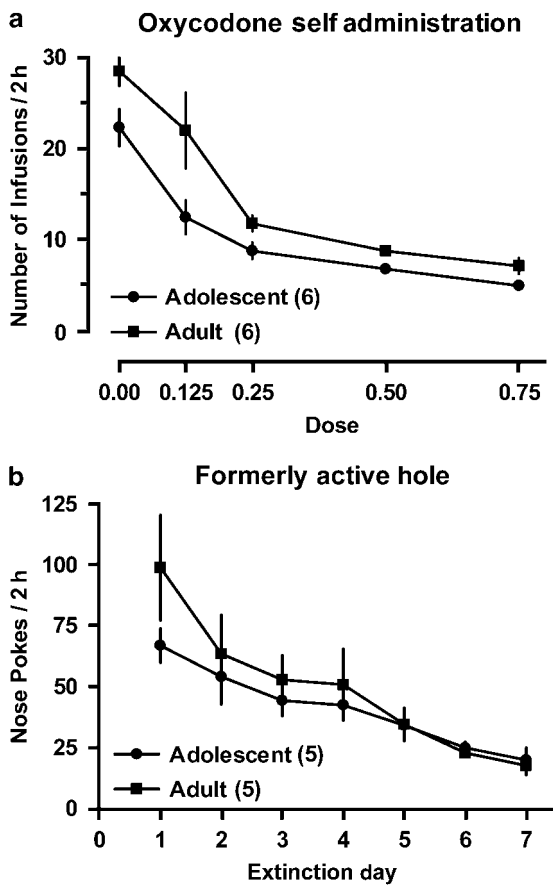 a
Oxycodone self administration
Number of Infusions / 2h
30
20
10
0
Adolescent (6)
Adult (6)
0.00 0.125 0.25 0.50 0.75
Dose
b
Formerly active hole
Nose Pokes / 2 h
125
100
75
50
25
0
Adolescent (5)
Adult (5)
0 1 2 3 4 5 6 7
Extinction day